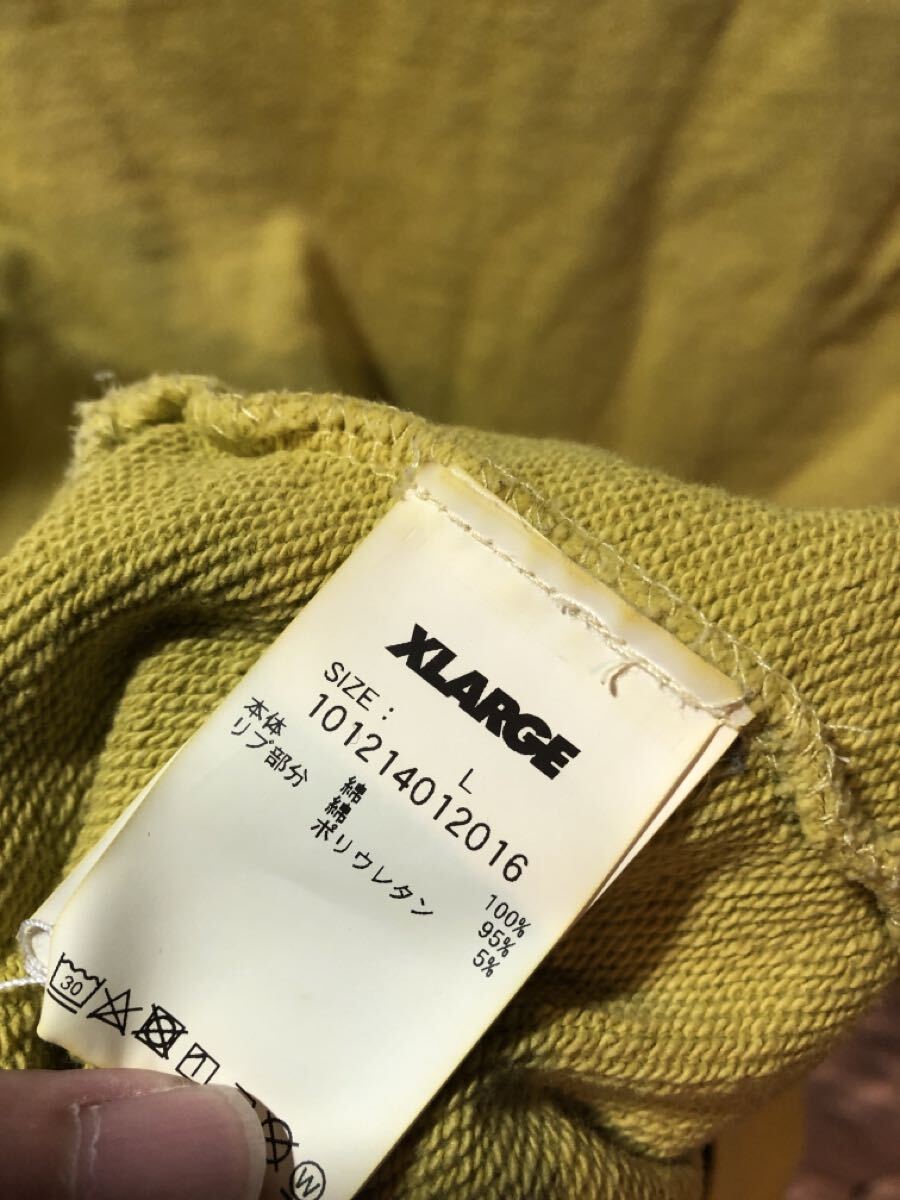 XLARGE
SIZE : L
101214012016
本体 綿 100%
リブ部分 綿 95%
ポリウレタン 5%
30
W